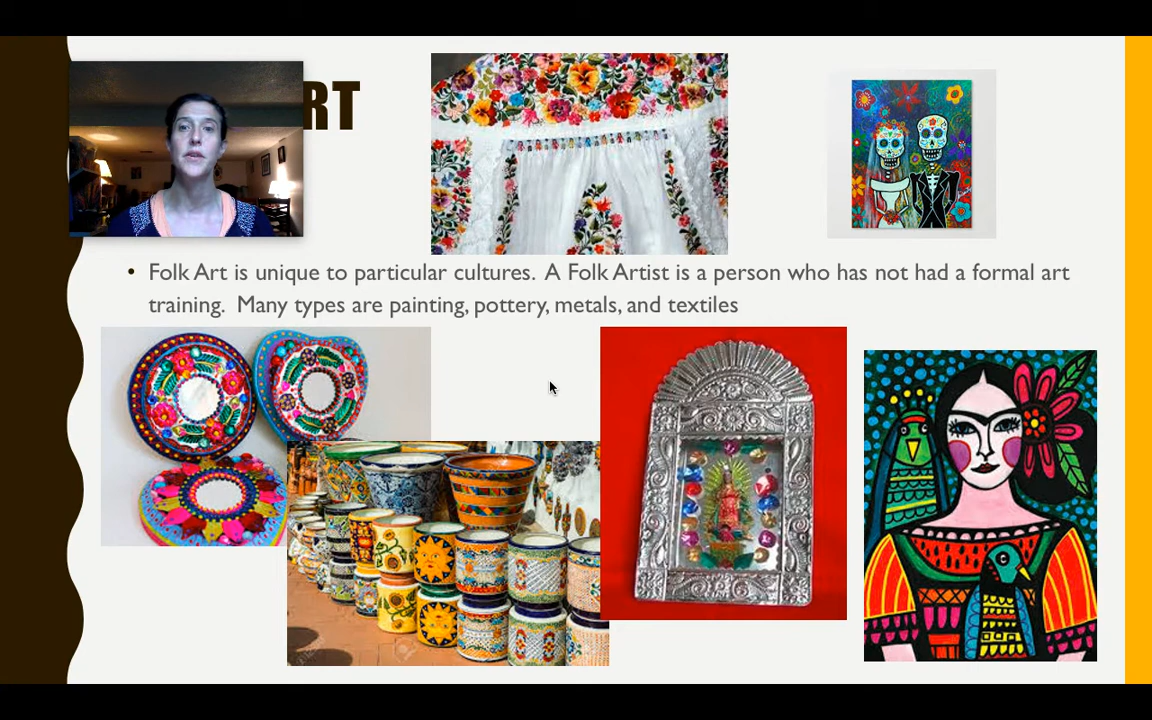 RT
• Folk Art is unique to particular cultures.  A Folk Artist is a person who has not had a formal art
training.  Many types are painting, pottery, metals, and textiles